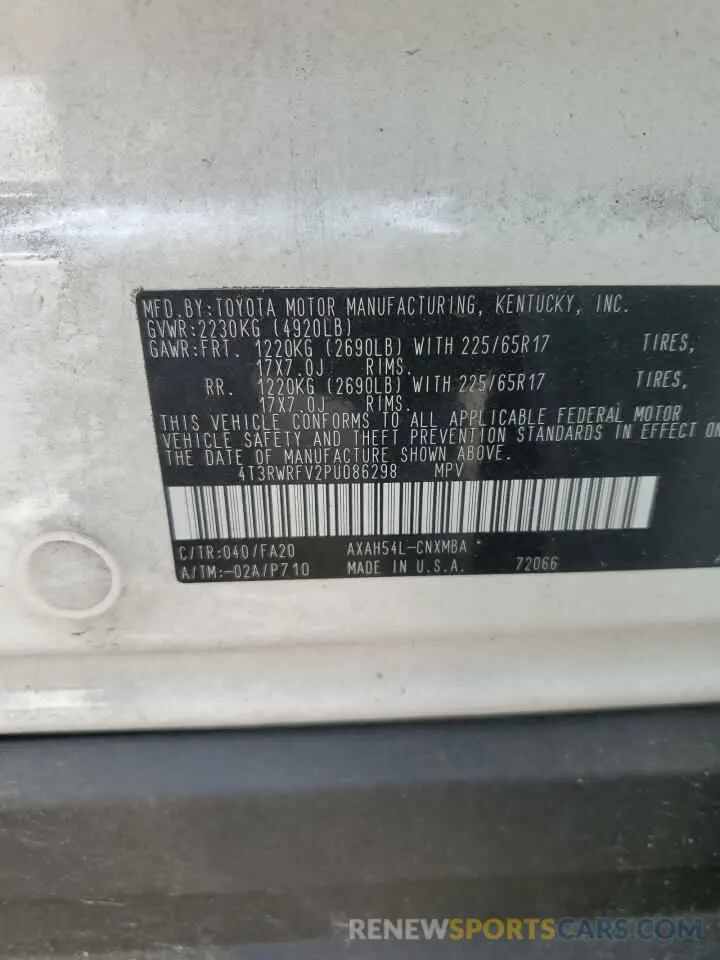 MFD.BY:TOYOTA MOTOR MANUFACTURING, KENTUCKY, INC.
GVWR:2230KG (4920LB)
GAWR:FRT. 1220KG (2690LB) WITH 225/65R17 TIRES,
17X7.0J RIMS.
RR. 1220KG (2690LB) WITH 225/65R17 TIRES,
17X7.0J RIMS.
THIS VEHICLE CONFORMS TO ALL APPLICABLE FEDERAL MOTOR
VEHICLE SAFETY AND THEFT PREVENTION STANDARDS IN EFFECT ON
THE DATE OF MANUFACTURE SHOWN ABOVE.
4T3RWRFV2PU086298 MPV
C/TR:040/FA20 AXAH54L-CNXMBA *
A/TM:-02A/P710 MADE IN U.S.A. 72066
RENEWSPORTSCARS.COM